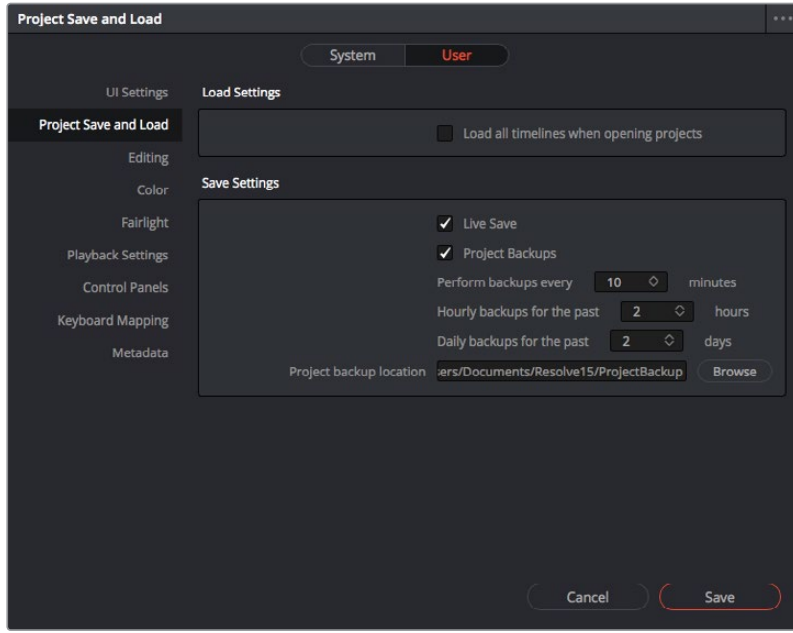 Project Save and Load
System User
UI Settings
Project Save and Load
Editing
Color
Fairlight
Playback Settings
Control Panels
Keyboard Mapping
Metadata
Load Settings
Load all timelines when opening projects
Save Settings
Live Save
Project Backups
Perform backups every 10 minutes
Hourly backups for the past 2 hours
Daily backups for the past 2 days
Project backup location ers/Documents/Resolve15/ProjectBackup Browse
Cancel Save